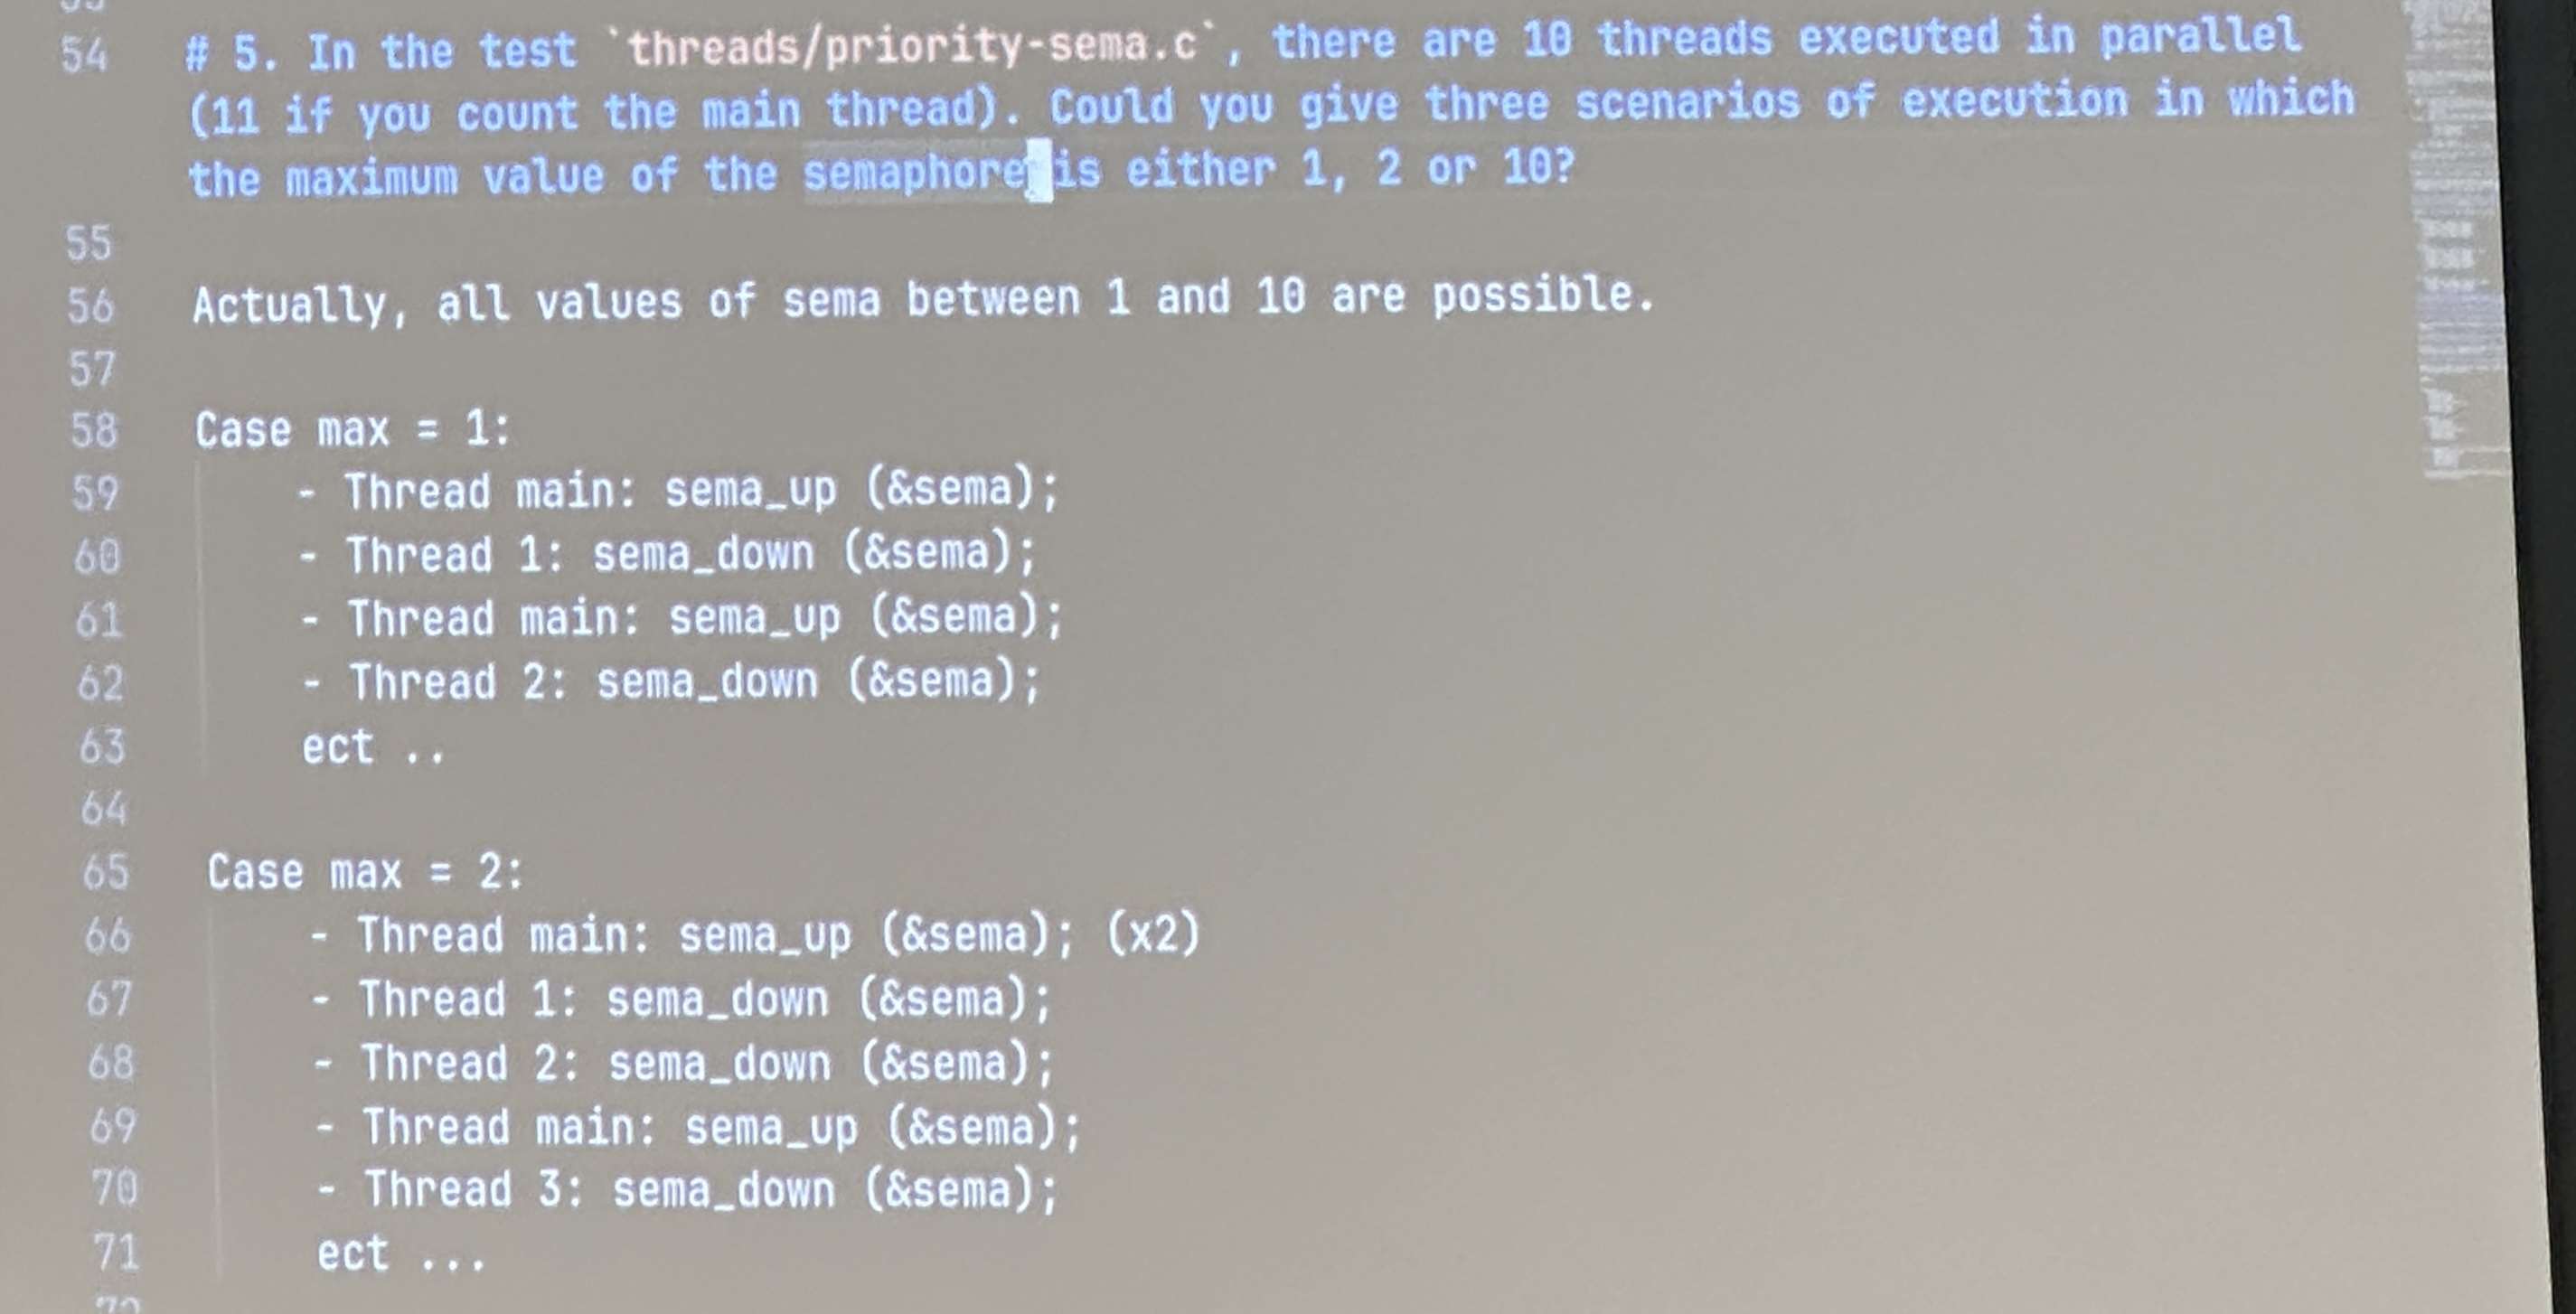 54 # 5. In the test `threads/priority-sema.c`, there are 10 threads executed in parallel
(11 if you count the main thread). Could you give three scenarios of execution in which
the maximum value of the semaphore is either 1, 2 or 10?
55
56 Actually, all values of sema between 1 and 10 are possible.
57
58 Case max = 1:
59 - Thread main: sema_up (&sema);
60 - Thread 1: sema_down (&sema);
61 - Thread main: sema_up (&sema);
62 - Thread 2: sema_down (&sema);
63 ect ..
64
65 Case max = 2:
66 - Thread main: sema_up (&sema); (x2)
67 - Thread 1: sema_down (&sema);
68 - Thread 2: sema_down (&sema);
69 - Thread main: sema_up (&sema);
70 - Thread 3: sema_down (&sema);
71 ect ...